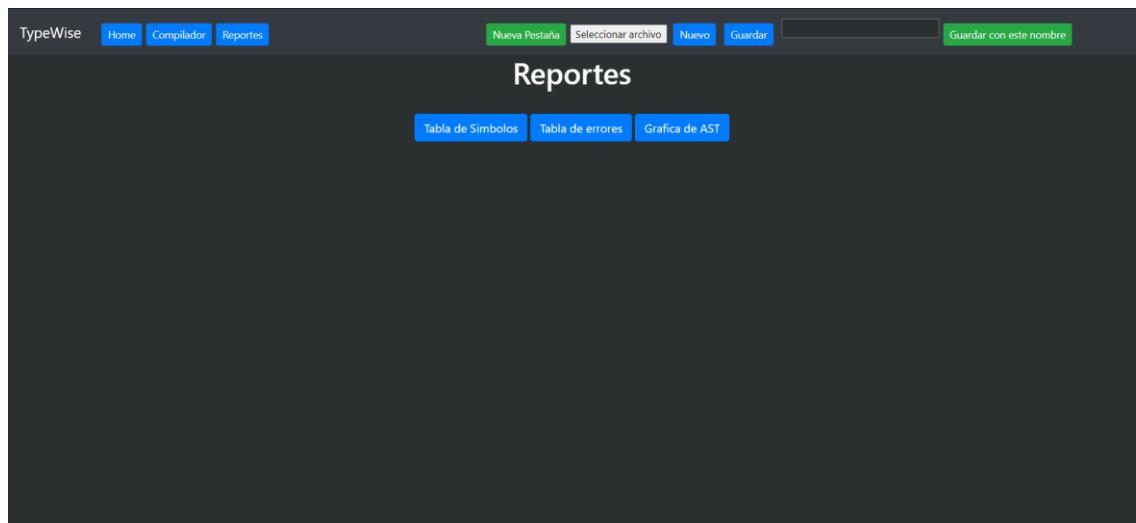 TypeWise Home Compilador Reportes Nueva Pestaña Seleccionar archivo Nuevo Guardar Guardar con este nombre
Reportes
Tabla de Simbolos Tabla de errores Grafica de AST